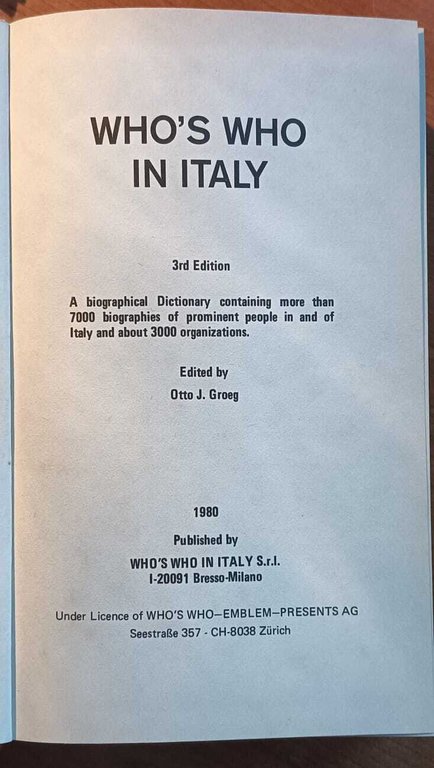 WHO'S WHO
IN ITALY
3rd Edition
A biographical Dictionary containing more than
7000 biographies of prominent people in and of
Italy and about 3000 organizations.
Edited by
Otto J. Groeg
1980
Published by
WHO'S WHO IN ITALY S.r.l.
I-20091 Bresso-Milano
Under Licence of WHO'S WHO—EMBLEM—PRESENTS AG
Seestraße 357 - CH-8038 Zürich